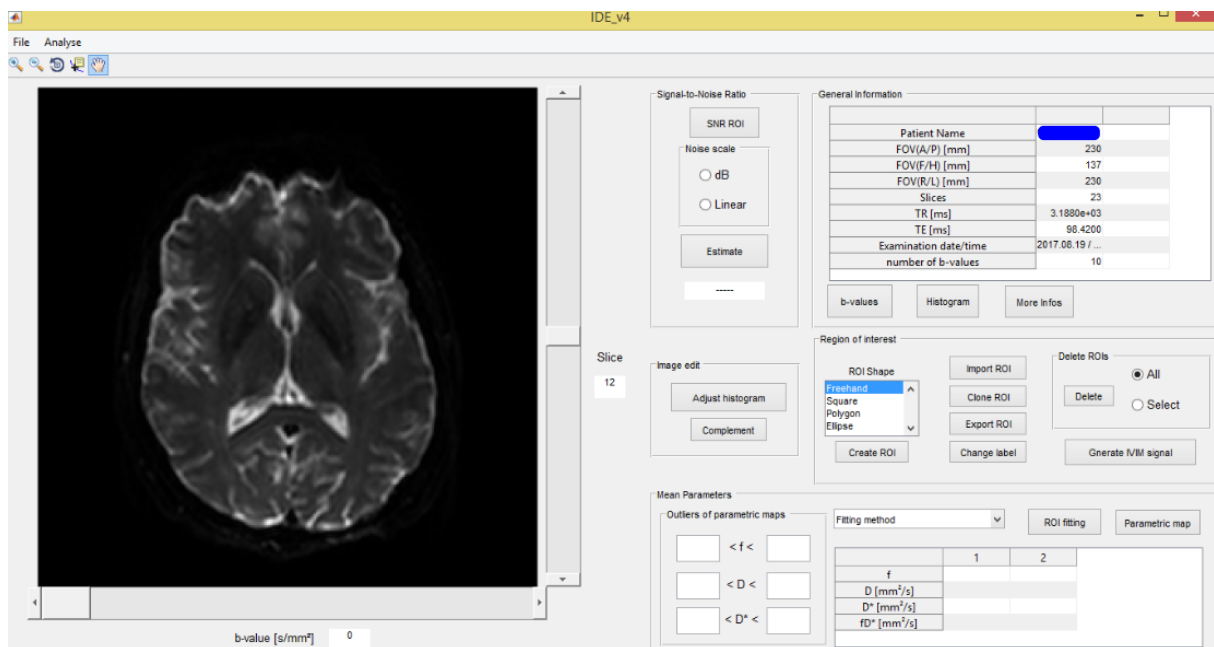 IDE_v4
File Analyse
Signal-to-Noise Ratio
SNR ROI
Noise scale
dB
Linear
Estimate
-----
General Information
Patient Name
FOV(A/P) [mm] 230
FOV(F/H) [mm] 137
FOV(R/L) [mm] 230
Slices 23
TR [ms] 3.1880e+03
TE [ms] 98.4200
Examination date/time 2017.08.19 / ...
number of b-values 10
b-values Histogram More Infos
Slice
12
Image edit
Adjust histogram
Complement
Region of interest
ROI Shape
Freehand
Square
Polygon
Ellipse
Create ROI
Import ROI
Clone ROI
Export ROI
Change label
Delete ROIs
All
Delete
Select
Gnerate IVIM signal
Mean Parameters
Outliers of parametric maps
< f <
< D <
< D* <
Fitting method ROI fitting Parametric map
1 2
f
D [mm²/s]
D* [mm²/s]
fD* [mm²/s]
b-value [s/mm²] 0